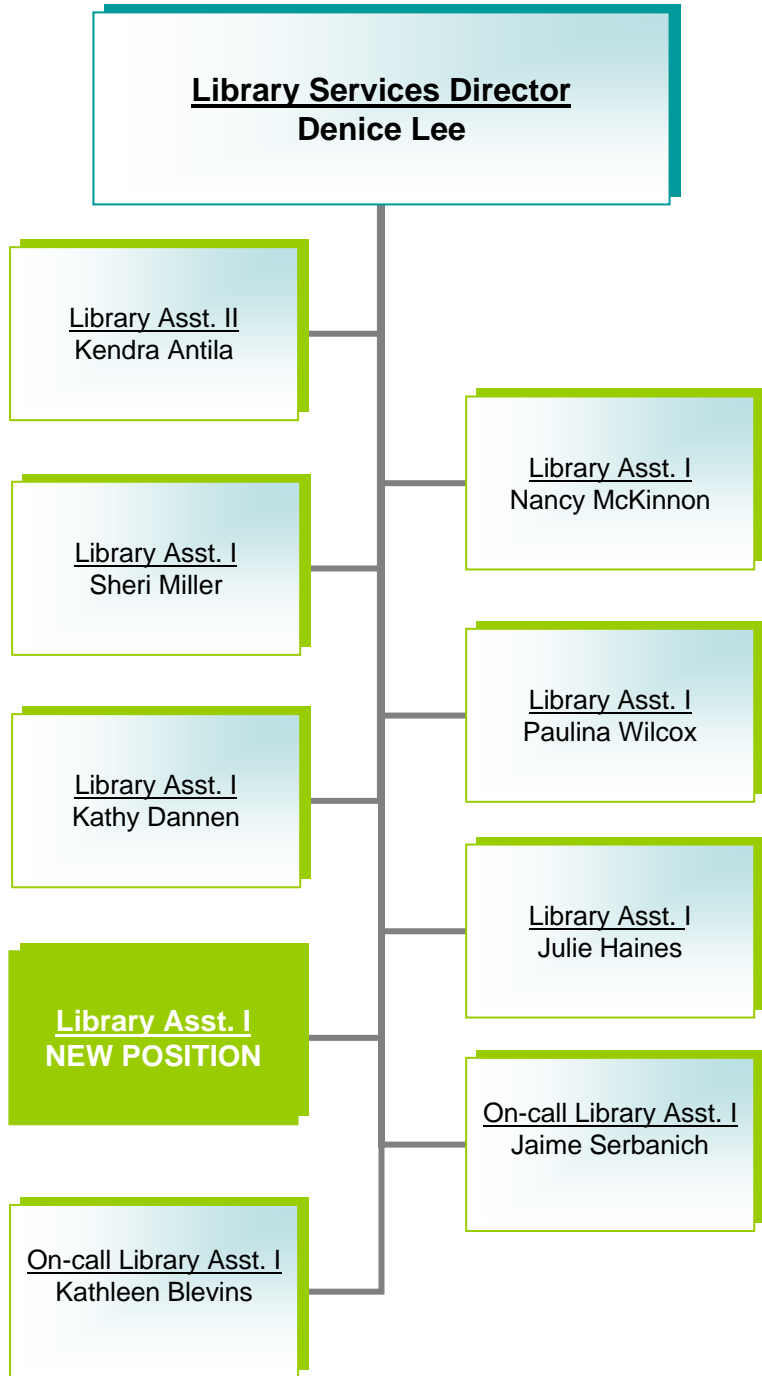 Library Services Director
Denice Lee
Library Asst. II
Kendra Antila
Library Asst. I
Nancy McKinnon
Library Asst. I
Sheri Miller
Library Asst. I
Paulina Wilcox
Library Asst. I
Kathy Dannen
Library Asst. I
Julie Haines
Library Asst. I
NEW POSITION
On-call Library Asst. I
Jaime Serbanich
On-call Library Asst. I
Kathleen Blevins